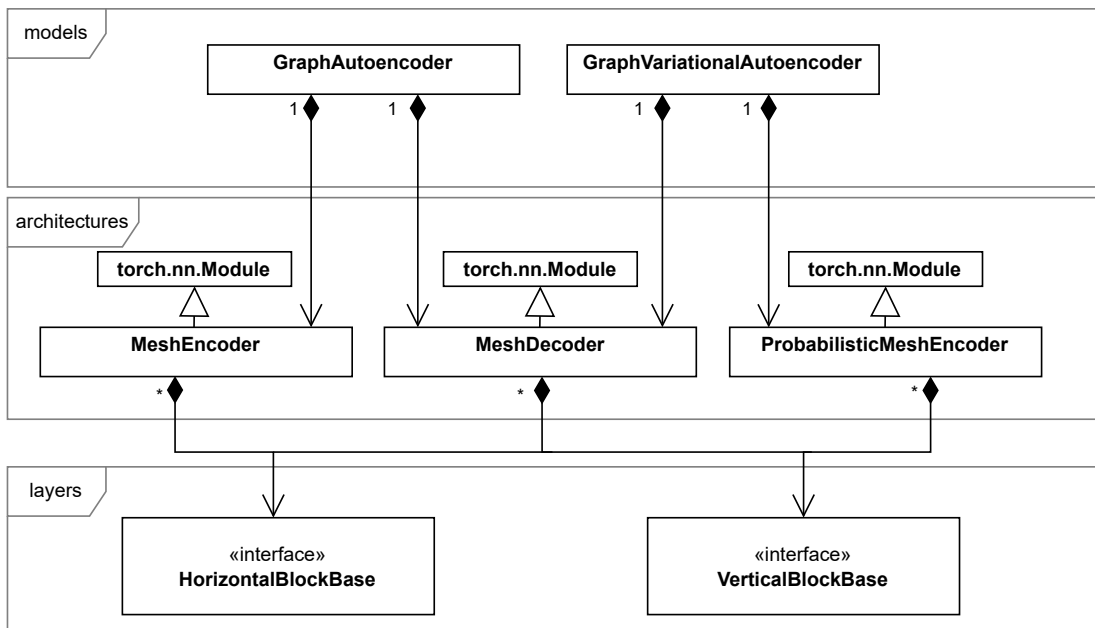 models
GraphAutoencoder
GraphVariationalAutoencoder
1
1
1
1
architectures
torch.nn.Module
torch.nn.Module
torch.nn.Module
MeshEncoder
MeshDecoder
ProbabilisticMeshEncoder
*
*
*
layers
«interface»
HorizontalBlockBase
«interface»
VerticalBlockBase